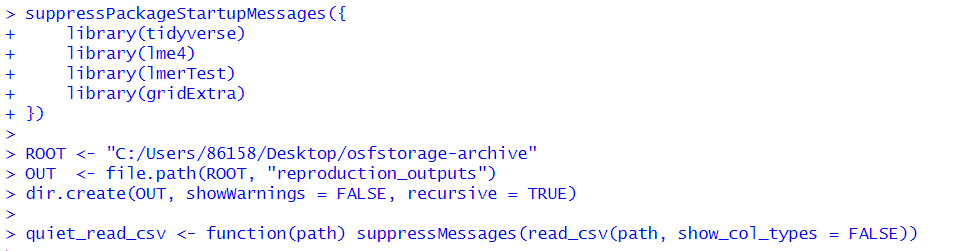 > suppressPackageStartupMessages({
+     library(tidyverse)
+     library(lme4)
+     library(lmerTest)
+     library(gridExtra)
+ })
>
> ROOT <- "C:/Users/86158/Desktop/osfstorage-archive"
> OUT  <- file.path(ROOT, "reproduction_outputs")
> dir.create(OUT, showWarnings = FALSE, recursive = TRUE)
>
> quiet_read_csv <- function(path) suppressMessages(read_csv(path, show_col_types = FALSE))